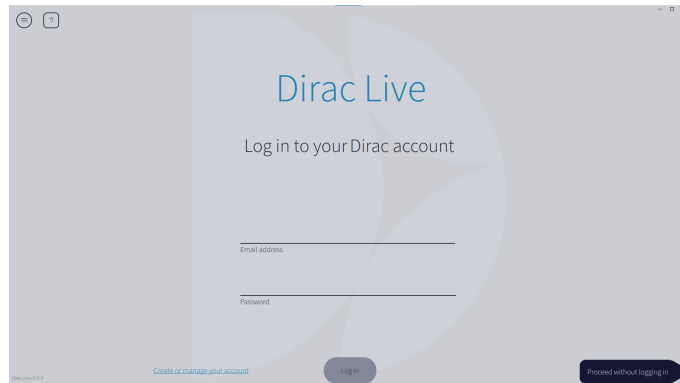 ?
Dirac Live
Log in to your Dirac account
Email address
Password
Create or manage your account
Log in
Proceed without logging in